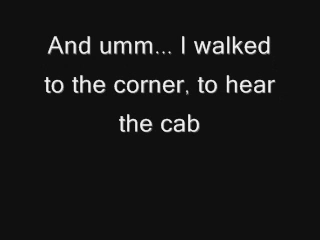 And umm... I walked
to the corner, to hear
the cab